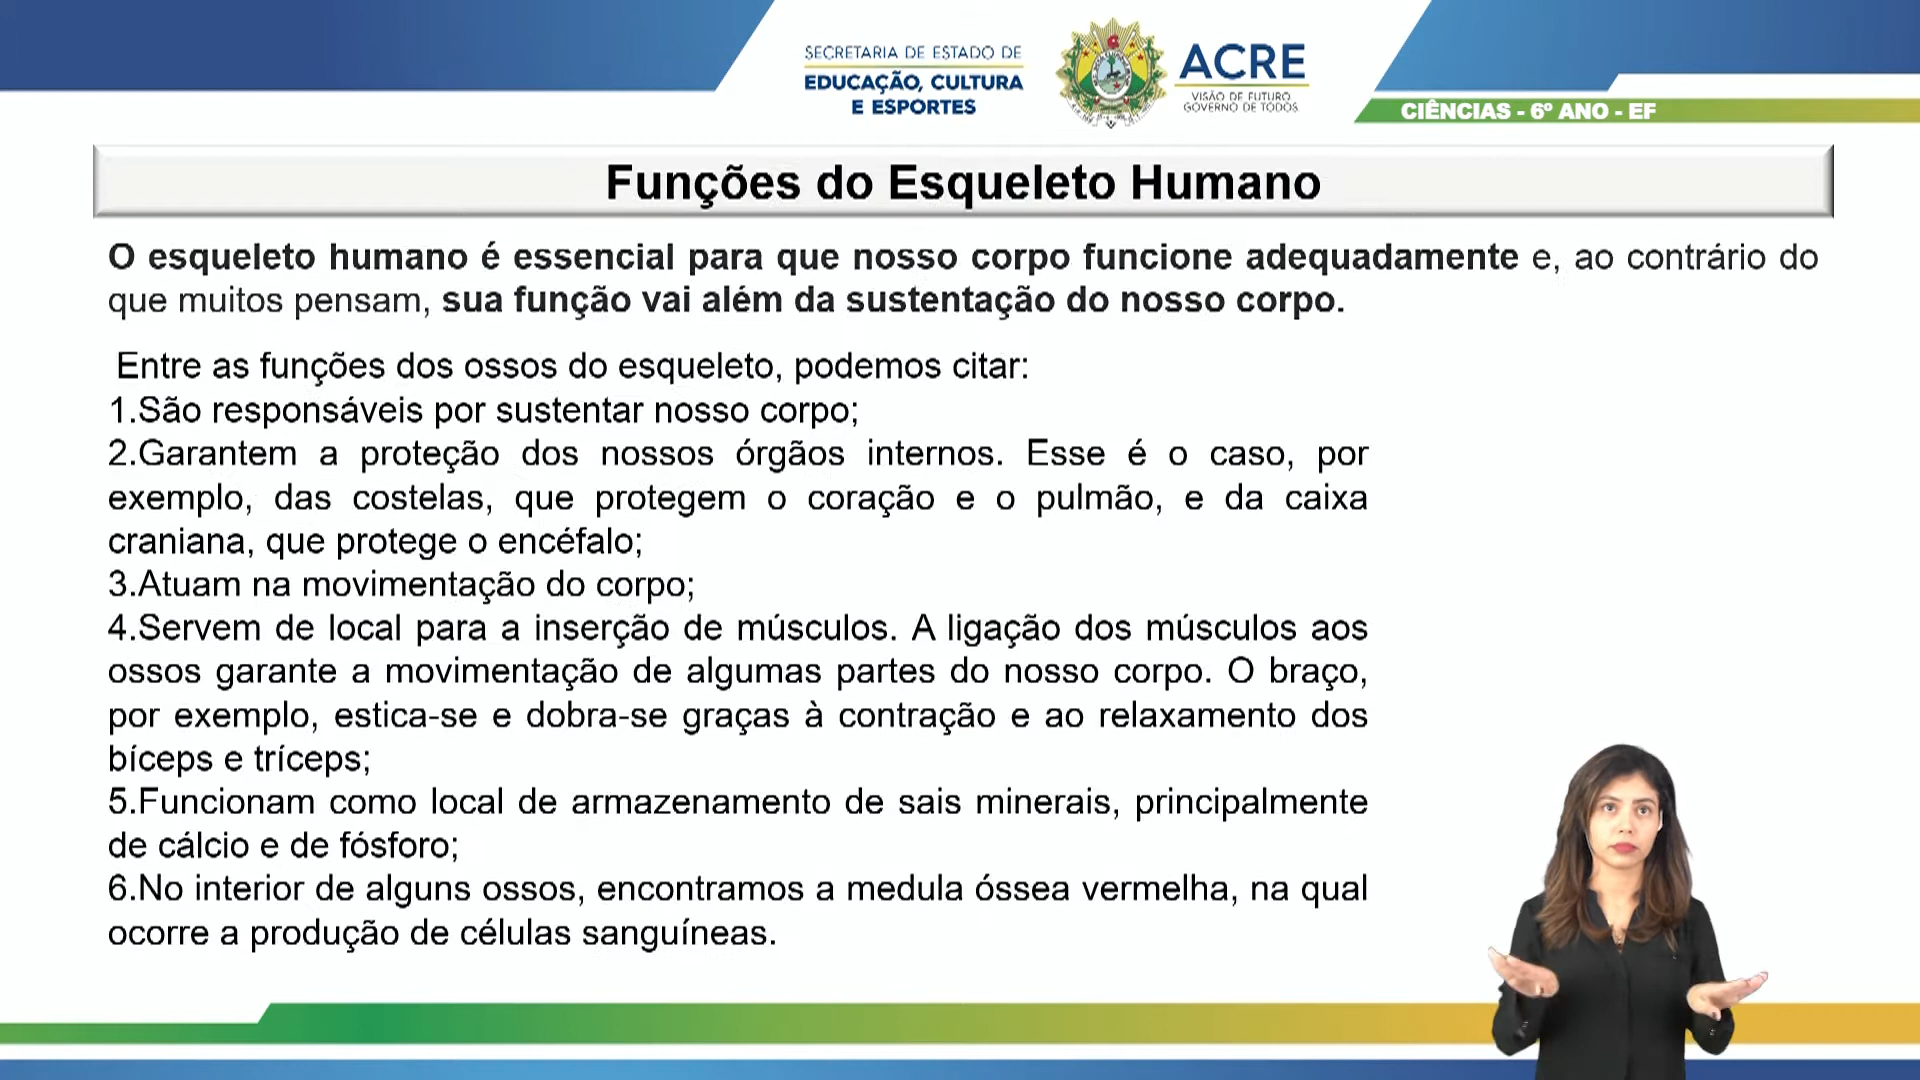 SECRETARIA DE ESTADO DE
EDUCAÇÃO, CULTURA
E ESPORTES
ACRE
VISÃO DE FUTURO
GOVERNO DE TODOS
CIÊNCIAS - 6º ANO - EF
Funções do Esqueleto Humano
O esqueleto humano é essencial para que nosso corpo funcione adequadamente e, ao contrário do
que muitos pensam, sua função vai além da sustentação do nosso corpo.
Entre as funções dos ossos do esqueleto, podemos citar:
1.São responsáveis por sustentar nosso corpo;
2.Garantem a proteção dos nossos órgãos internos. Esse é o caso, por
exemplo, das costelas, que protegem o coração e o pulmão, e da caixa
craniana, que protege o encéfalo;
3.Atuam na movimentação do corpo;
4.Servem de local para a inserção de músculos. A ligação dos músculos aos
ossos garante a movimentação de algumas partes do nosso corpo. O braço,
por exemplo, estica-se e dobra-se graças à contração e ao relaxamento dos
bíceps e tríceps;
5.Funcionam como local de armazenamento de sais minerais, principalmente
de cálcio e de fósforo;
6.No interior de alguns ossos, encontramos a medula óssea vermelha, na qual
ocorre a produção de células sanguíneas.